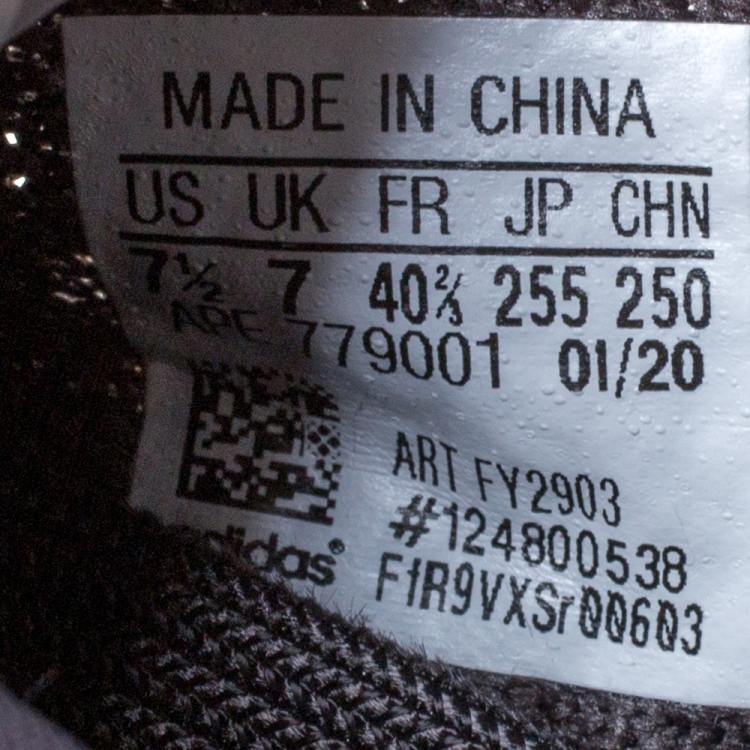 MADE IN CHINA
US UK FR JP CHN
7½ 7 40⅔ 255 250
APE 779001 01/20
ART FY2903
#124800538
adidas®
F1R9VXSr00603